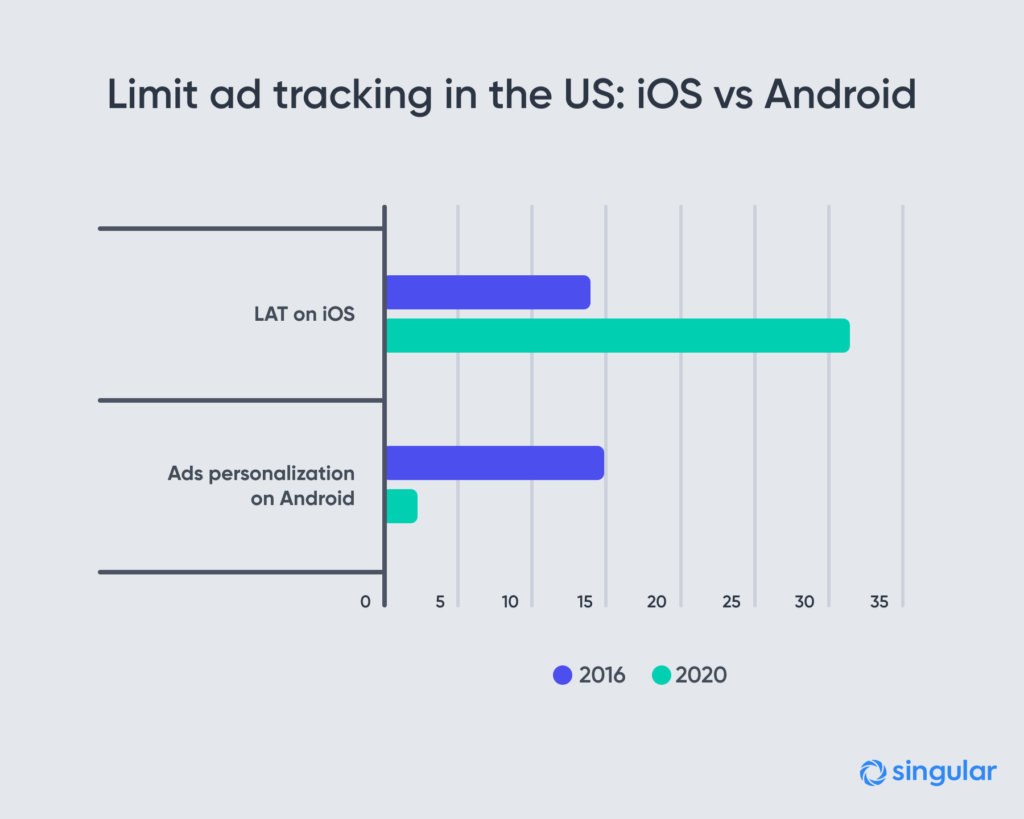 Limit ad tracking in the US: iOS vs Android
LAT on iOS
Ads personalization
on Android
0 5 10 15 20 25 30 35
2016 2020
singular